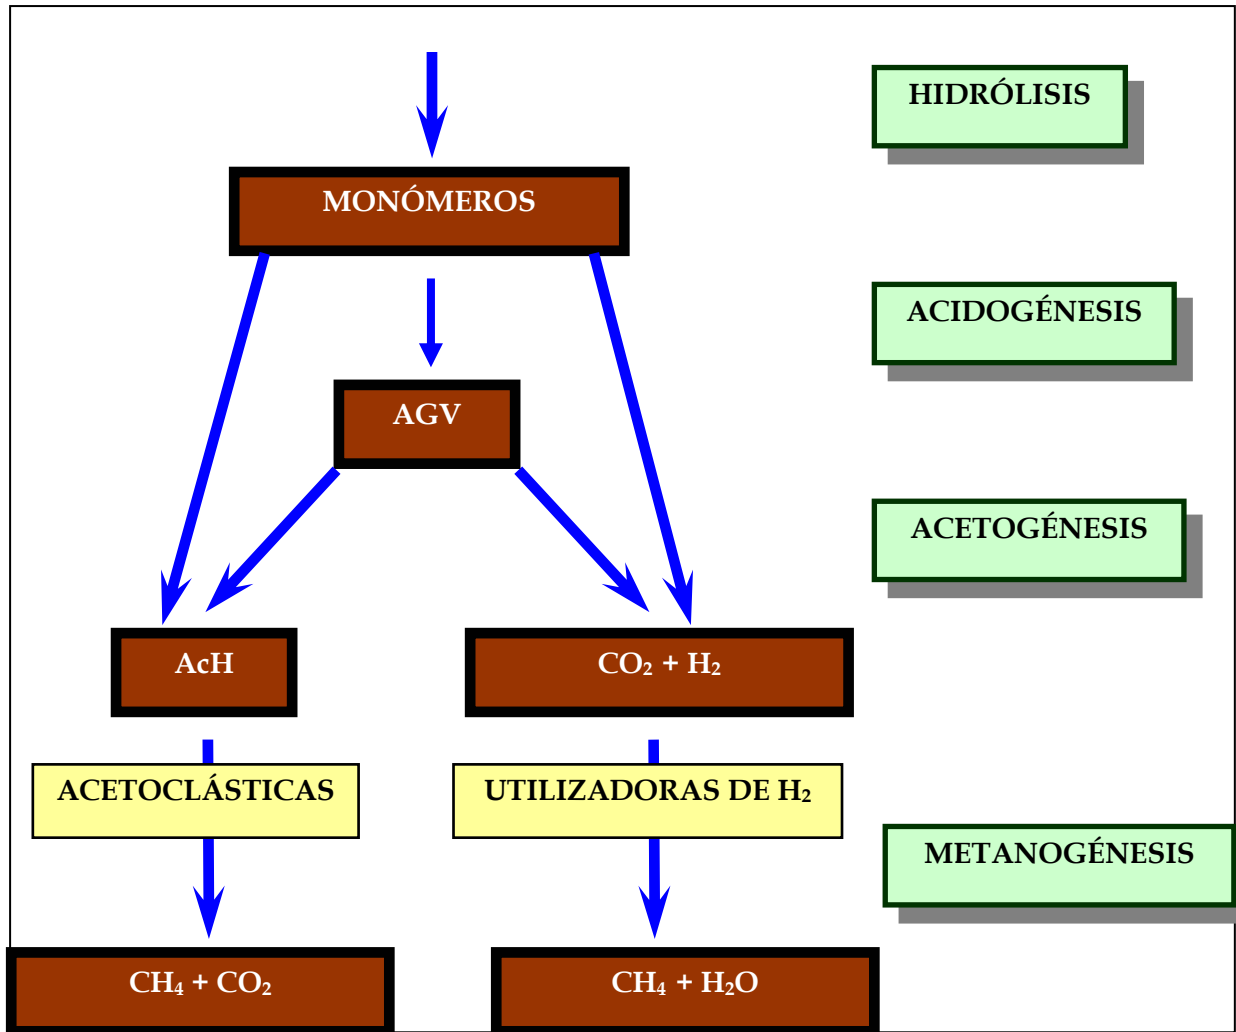 HIDRÓLISIS
MONÓMEROS
ACIDOGÉNESIS
AGV
ACETOGÉNESIS
AcH
CO₂ + H₂
ACETOCLÁSTICAS
UTILIZADORAS DE H₂
METANOGÉNESIS
CH₄ + CO₂
CH₄ + H₂O